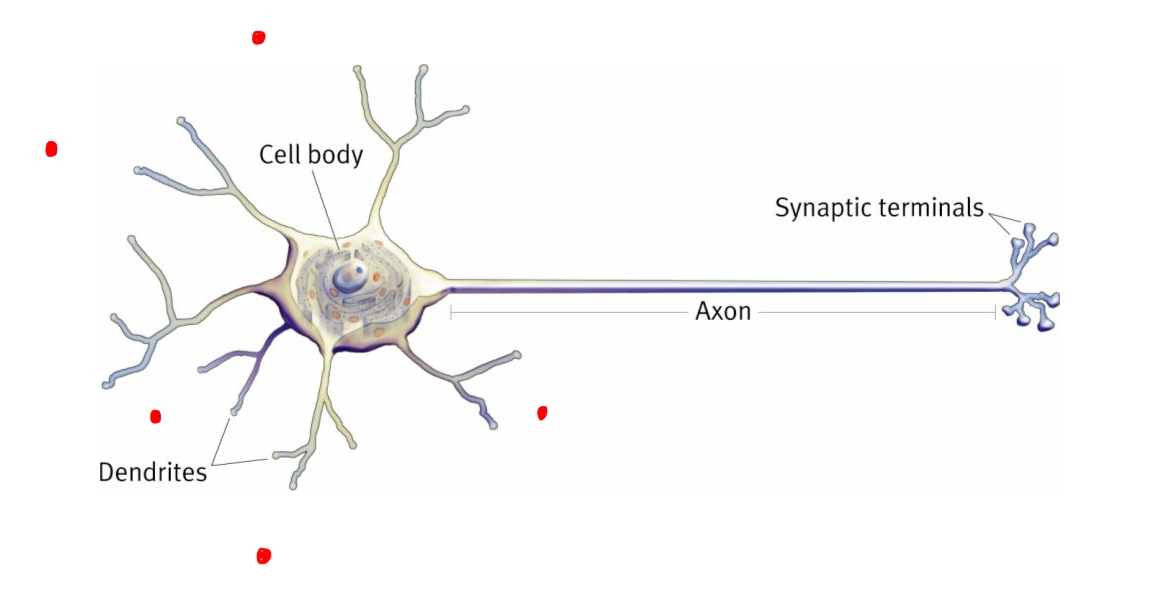 Cell body
Synaptic terminals
Axon
Dendrites